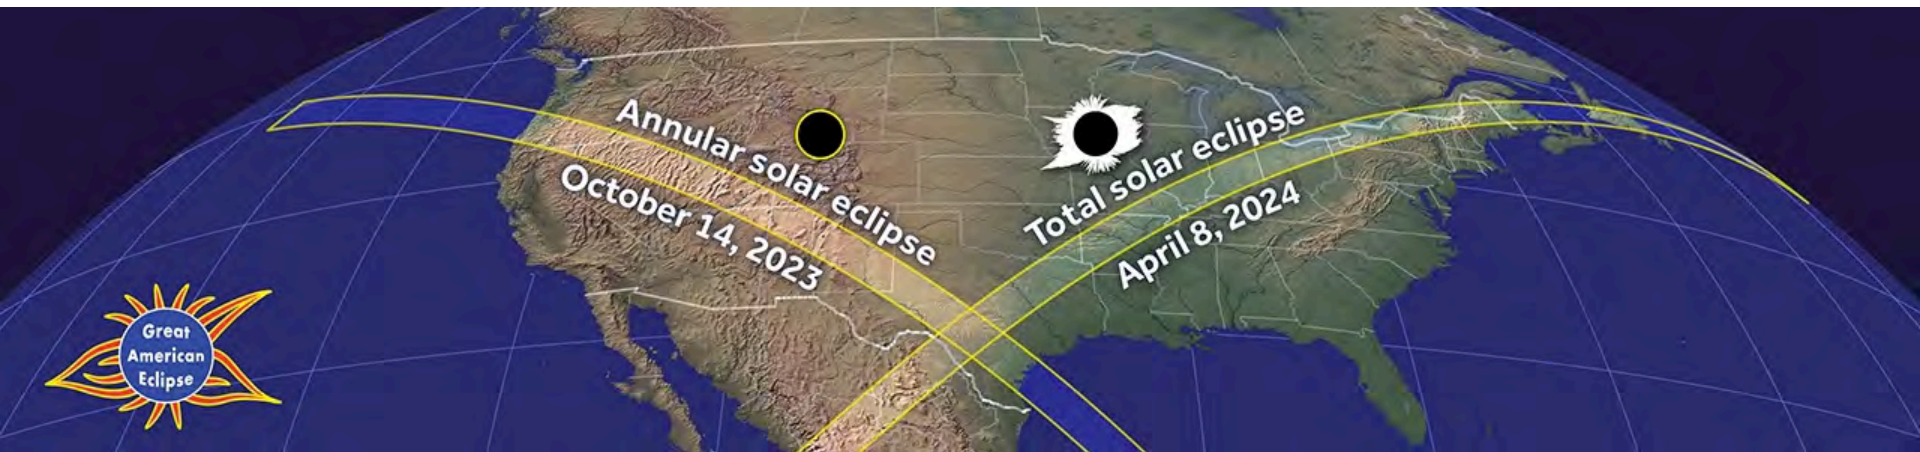 Annular solar eclipse
October 14, 2023
Total solar eclipse
April 8, 2024
Great
American
Eclipse